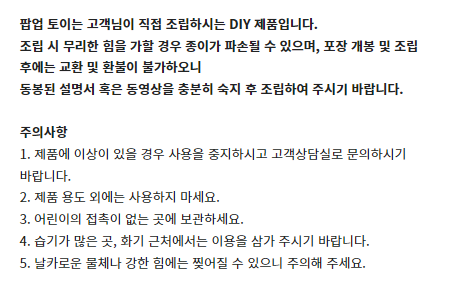 팝업 토이는 고객님이 직접 조립하시는 DIY 제품입니다.
조립 시 무리한 힘을 가할 경우 종이가 파손될 수 있으며, 포장 개봉 및 조립
후에는 교환 및 환불이 불가하오니
동봉된 설명서 혹은 동영상을 충분히 숙지 후 조립하여 주시기 바랍니다.
주의사항
1. 제품에 이상이 있을 경우 사용을 중지하시고 고객상담실로 문의하시기
바랍니다.
2. 제품 용도 외에는 사용하지 마세요.
3. 어린이의 접촉이 없는 곳에 보관하세요.
4. 습기가 많은 곳, 화기 근처에서는 이용을 삼가 주시기 바랍니다.
5. 날카로운 물체나 강한 힘에는 찢어질 수 있으니 주의해 주세요.